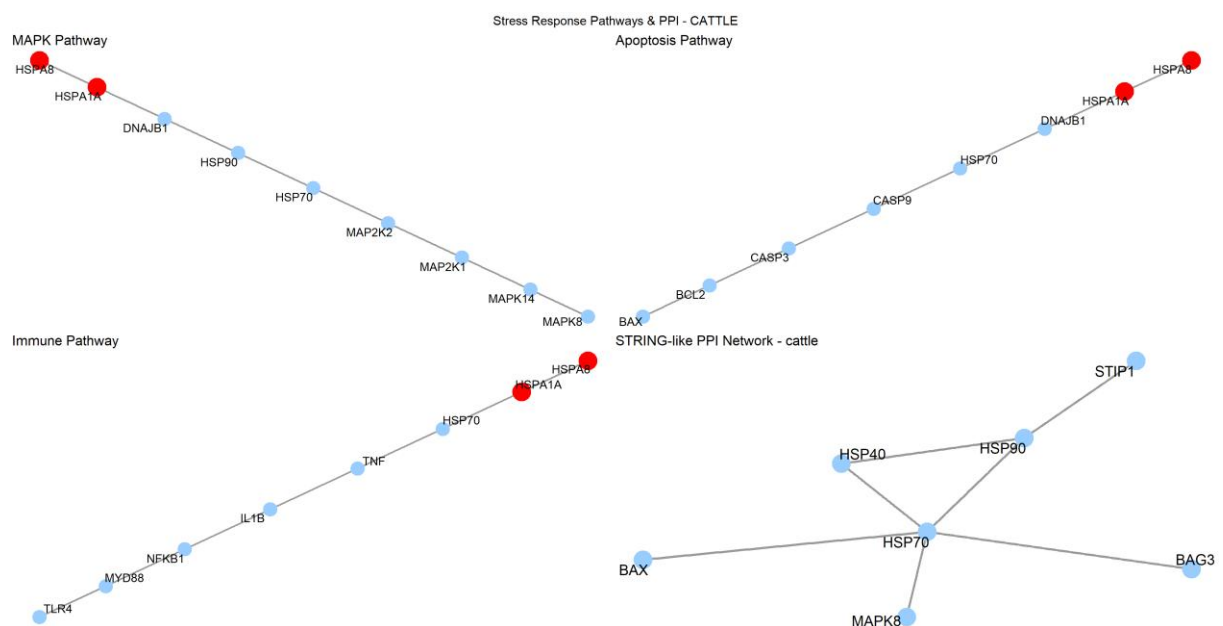 Stress Response Pathways & PPI - CATTLE
MAPK Pathway
HSPA8
HSPA1A
DNAJB1
HSP90
HSP70
MAP2K2
MAP2K1
MAPK14
MAPK8
Apoptosis Pathway
HSPA8
HSPA1A
DNAJB1
HSP70
CASP9
CASP3
BCL2
BAX
Immune Pathway
HSPA8
HSPA1A
HSP70
TNF
IL1B
NFKB1
MYD88
TLR4
STRING-like PPI Network - cattle
STIP1
HSP90
HSP40
HSP70
BAX
BAG3
MAPK8